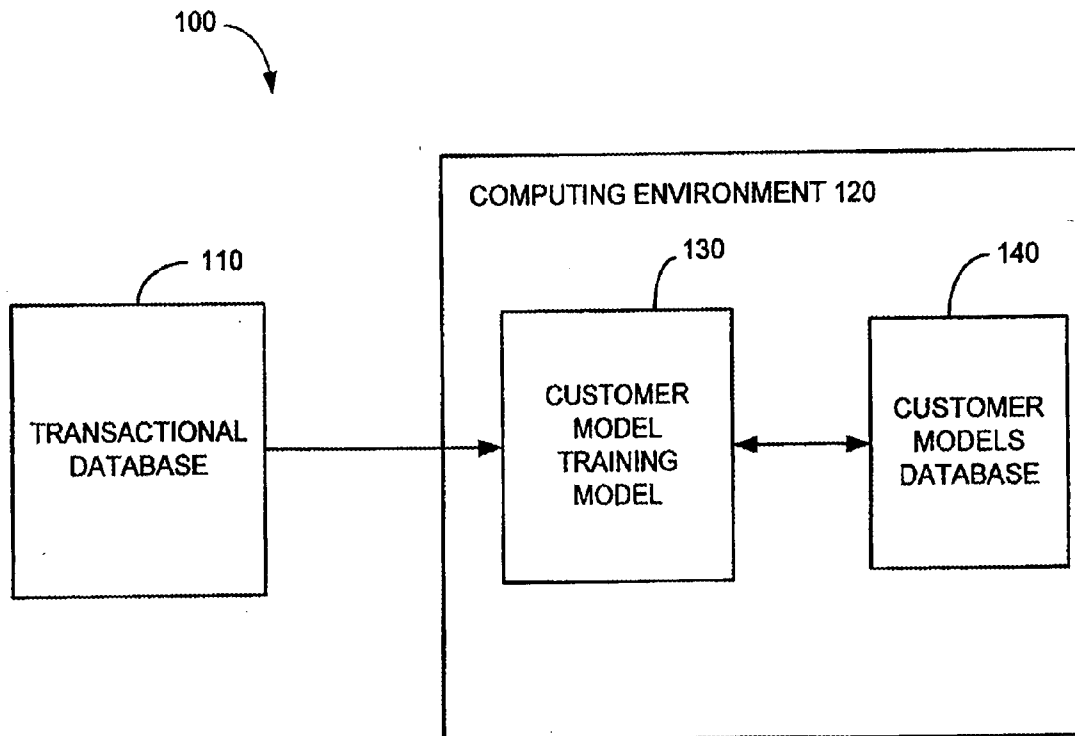 100
COMPUTING ENVIRONMENT 120
110
130
140
TRANSACTIONAL
DATABASE
CUSTOMER
MODEL
TRAINING
MODEL
CUSTOMER
MODELS
DATABASE